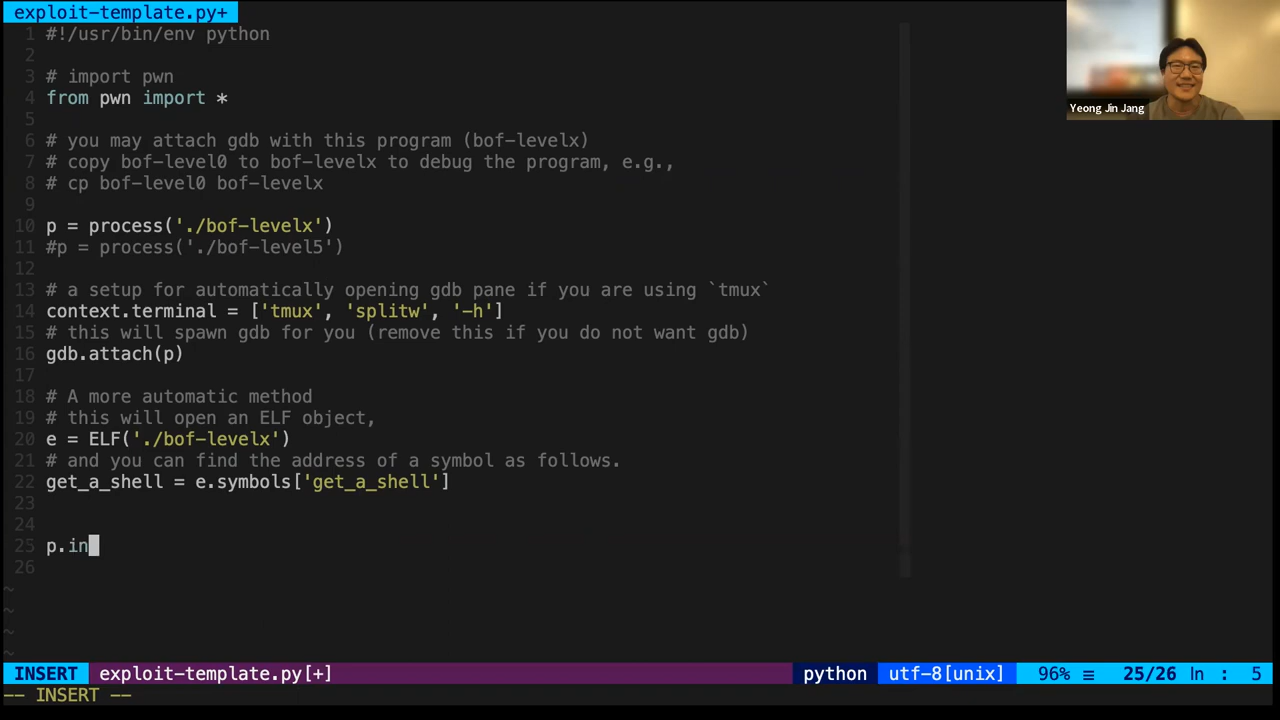 exploit-template.py+
1 #!/usr/bin/env python
2
3 # import pwn
4 from pwn import *
5
6 # you may attach gdb with this program (bof-levelx)
7 # copy bof-level0 to bof-levelx to debug the program, e.g.,
8 # cp bof-level0 bof-levelx
9
10 p = process('./bof-levelx')
11 #p = process('./bof-level5')
12
13 # a setup for automatically opening gdb pane if you are using `tmux`
14 context.terminal = ['tmux', 'splitw', '-h']
15 # this will spawn gdb for you (remove this if you do not want gdb)
16 gdb.attach(p)
17
18 # A more automatic method
19 # this will open an ELF object,
20 e = ELF('./bof-levelx')
21 # and you can find the address of a symbol as follows.
22 get_a_shell = e.symbols['get_a_shell']
23
24
25 p.in
26
~
~
~
~
INSERT exploit-template.py[+] python utf-8[unix] 96% ≡ 25/26 ln : 5
-- INSERT --
Yeong Jin Jang